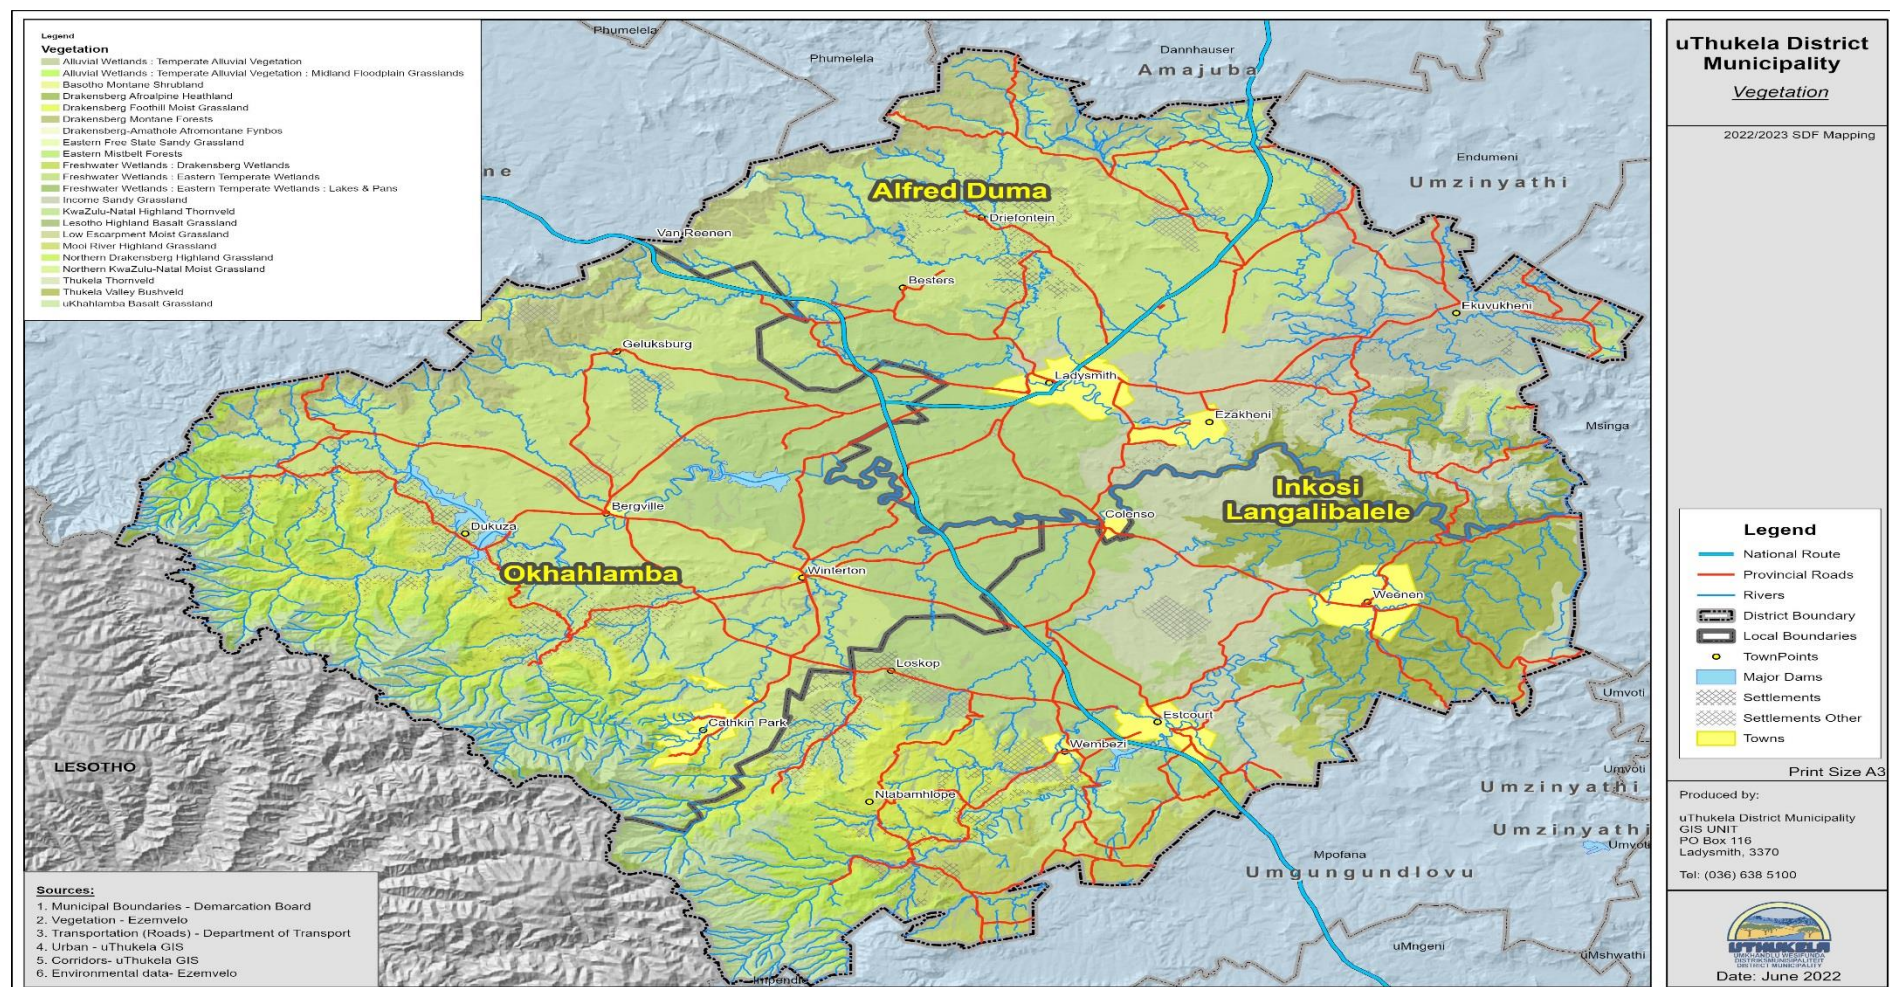 Legend
Vegetation
Alluvial Wetlands : Temperate Alluvial Vegetation
Alluvial Wetlands : Temperate Alluvial Vegetation : Midland Floodplain Grasslands
Basotho Montane Shrubland
Drakensberg Afroalpine Heathland
Drakensberg Foothill Moist Grassland
Drakensberg Montane Forests
Drakensberg-Amathole Afromontane Fynbos
Eastern Free State Sandy Grassland
Eastern Mistbelt Forests
Freshwater Wetlands : Drakensberg Wetlands
Freshwater Wetlands : Eastern Temperate Wetlands
Freshwater Wetlands : Eastern Temperate Wetlands : Lakes & Pans
Income Sandy Grassland
KwaZulu-Natal Highland Thornveld
Lesotho Highland Basalt Grassland
Low Escarpment Moist Grassland
Mooi River Highland Grassland
Northern Drakensberg Highland Grassland
Northern KwaZulu-Natal Moist Grassland
Thukela Thornveld
Thukela Valley Bushveld
uKhahlamba Basalt Grassland
Phumelela
Phumelela
Dannhauser
Amajuba
Endumeni
Umzinyathi
ne
Alfred Duma
Driefontein
Van Reenen
Besters
Ekuvukheni
Geluksburg
Ladysmith
Ezakheni
Msinga
Inkosi
Langalibalele
Bergville
Colenso
Dukuza
Okhahlamba
Winterton
Weenen
Loskop
Umvoti
Cathkin Park
Estcourt
Wembezi
LESOTHO
Ntabamhlope
Umvoti
Umzinyathi
Umzinyathi
Umvoti
Mpofana
Umgungundlovu
uMngeni
uMshwathi
Impendle
Sources:
1. Municipal Boundaries - Demarcation Board
2. Vegetation - Ezemvelo
3. Transportation (Roads) - Department of Transport
4. Urban - uThukela GIS
5. Corridors- uThukela GIS
6. Environmental data- Ezemvelo
uThukela District
Municipality
Vegetation
2022/2023 SDF Mapping
Legend
National Route
Provincial Roads
Rivers
District Boundary
Local Boundaries
TownPoints
Major Dams
Settlements
Settlements Other
Towns
Print Size A3
Produced by:
uThukela District Municipality
GIS UNIT
PO Box 116
Ladysmith, 3370
Tel: (036) 638 5100
UTHUKELA
UMKHANDLU WESIFUNDA
DISTRIKSMUNISIPALITEIT
DISTRICT MUNICIPALITY
Date: June 2022